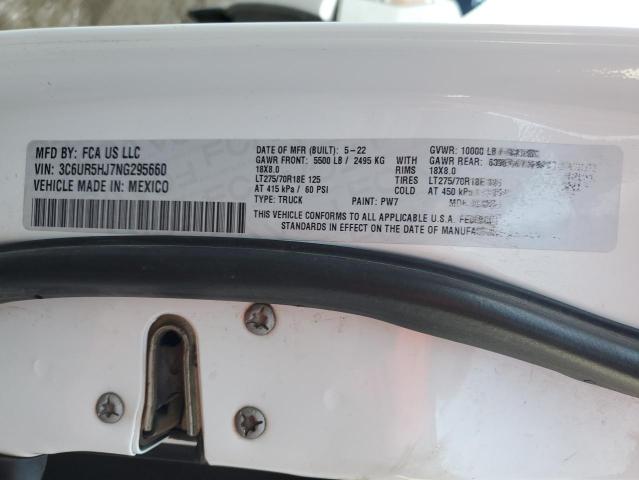 MFD BY: FCA US LLC
VIN: 3C6UR5HJ7NG295660
VEHICLE MADE IN: MEXICO
DATE OF MFR (BUILT): 5-22 GVWR: 10000 LB
GAWR FRONT: 5500 LB / 2495 KG GAWR REAR:
18X8.0 RIMS 18X8.0
LT275/70R18E 125 TIRES LT275/70R18E
AT 415 kPa / 60 PSI COLD AT 450 kPa
TYPE: TRUCK PAINT: PW7
THIS VEHICLE CONFORMS TO ALL APPLICABLE U.S.A.
STANDARDS IN EFFECT ON THE DATE OF